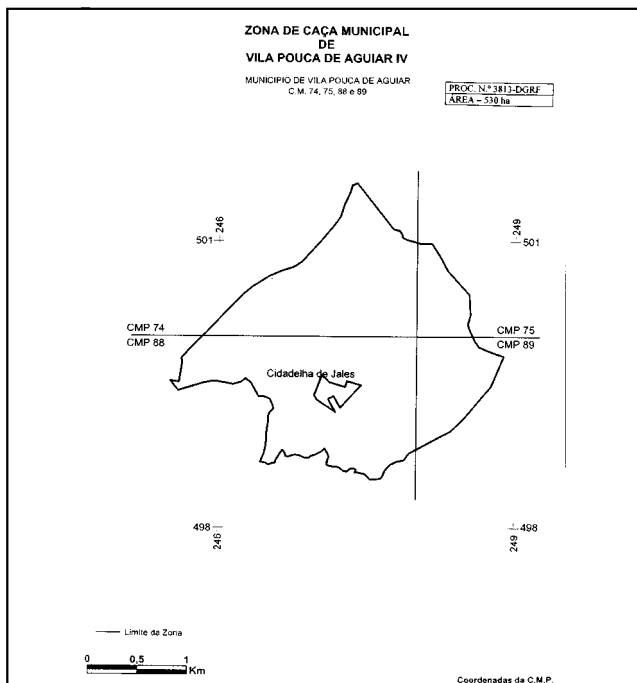 ZONA DE CAÇA MUNICIPAL
DE
VILA POUCA DE AGUIAR IV
MUNICIPIO DE VILA POUCA DE AGUIAR
C.M. 74, 75, 88 e 89
PROC. N.º 3813-DGRF
ÁREA – 530 ha
246
249
501
501
CMP 74
CMP 75
CMP 88
CMP 89
Cidadelha de Jales
498
498
246
249
Limite da Zona
0 0,5 1
Km
Coordenadas da C.M.P.